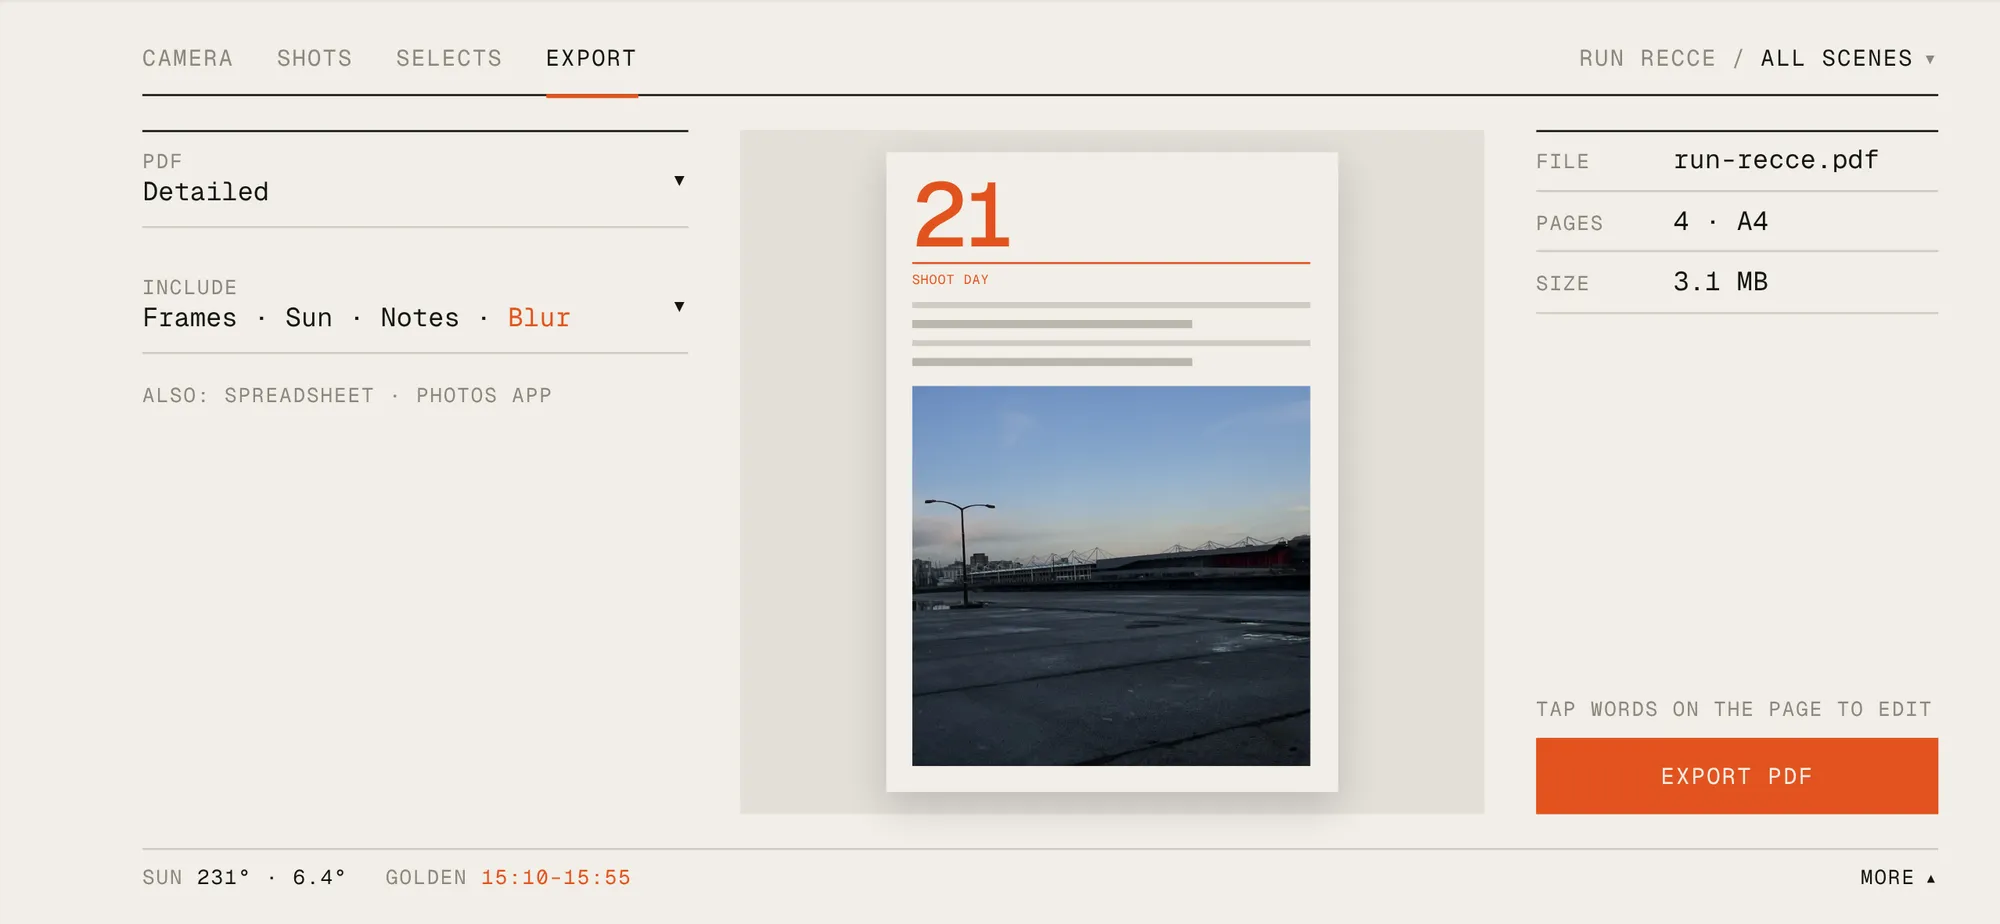 CAMERA SHOTS SELECTS EXPORT
RUN RECCE / ALL SCENES ▾
PDF
Detailed ▼
INCLUDE
Frames · Sun · Notes · Blur ▼
ALSO: SPREADSHEET · PHOTOS APP
21
SHOOT DAY
FILE run-recce.pdf
PAGES 4 · A4
SIZE 3.1 MB
TAP WORDS ON THE PAGE TO EDIT
EXPORT PDF
SUN 231° · 6.4° GOLDEN 15:10–15:55
MORE ▴